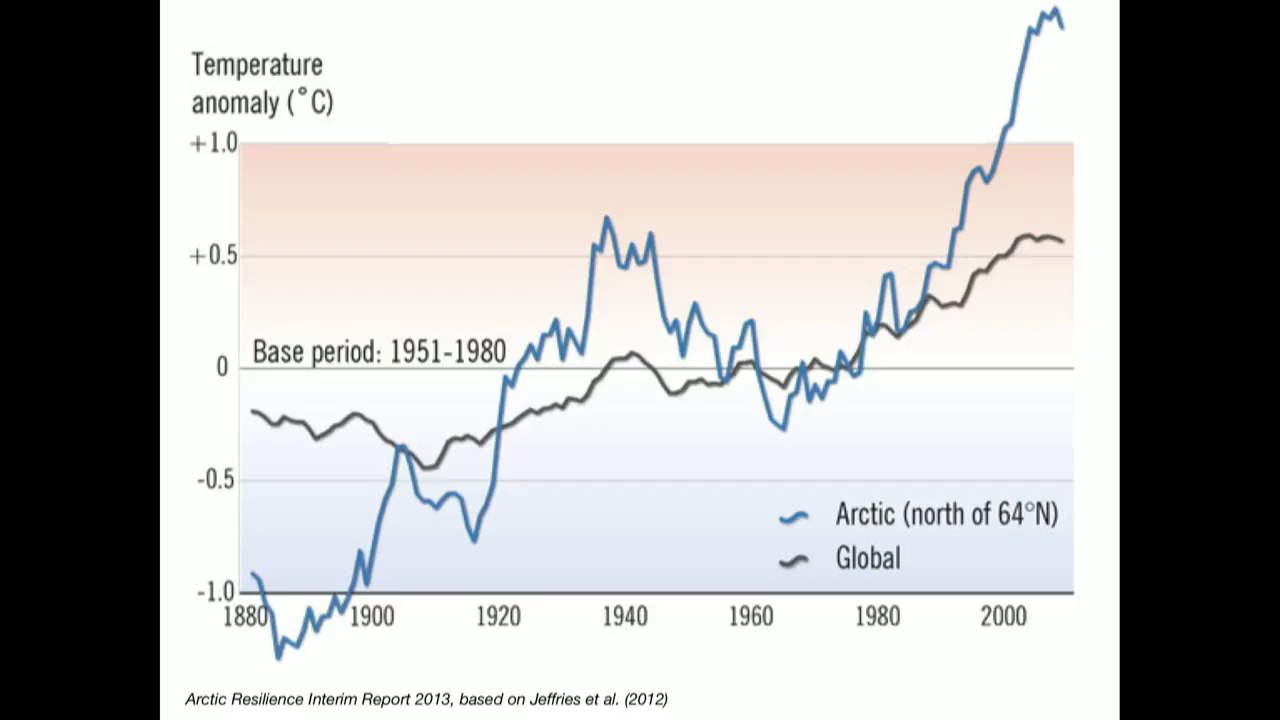 Temperature
anomaly (˚C)
+1.0
+0.5
Base period: 1951-1980
0
-0.5
Arctic (north of 64°N)
Global
-1.0
1880 1900 1920 1940 1960 1980 2000
Arctic Resilience Interim Report 2013, based on Jeffries et al. (2012)